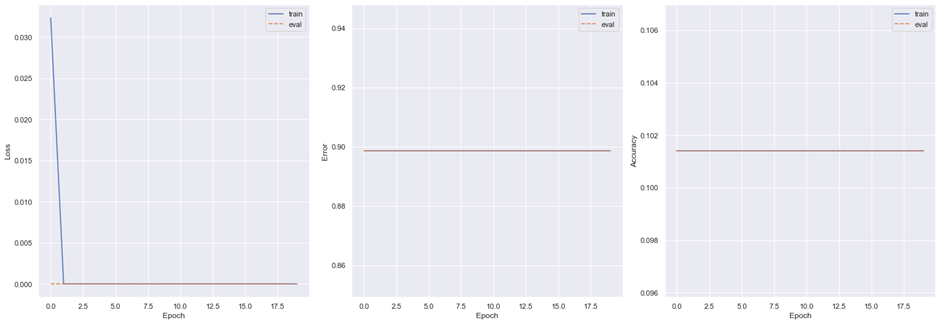 train
eval
0.030
0.025
0.020
0.015
0.010
0.005
0.000
Loss
0.0 2.5 5.0 7.5 10.0 12.5 15.0 17.5
Epoch
train
eval
0.94
0.92
0.90
0.88
0.86
Error
0.0 2.5 5.0 7.5 10.0 12.5 15.0 17.5
Epoch
train
eval
0.106
0.104
0.102
0.100
0.098
0.096
Accuracy
0.0 2.5 5.0 7.5 10.0 12.5 15.0 17.5
Epoch